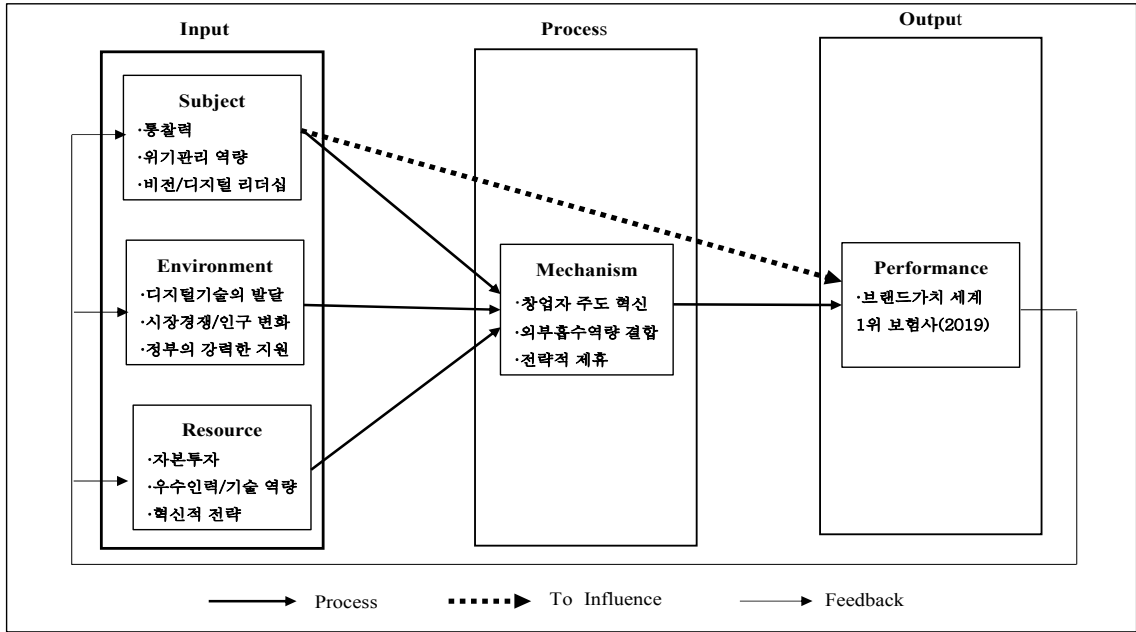 Input
Process
Output
Subject
·통찰력
·위기관리 역량
·비전/디지털 리더십
Environment
·디지털기술의 발달
·시장경쟁/인구 변화
·정부의 강력한 지원
Resource
·자본투자
·우수인력/기술 역량
·혁신적 전략
Mechanism
·창업자 주도 혁신
·외부흡수역량 결합
·전략적 제휴
Performance
·브랜드가치 세계
1위 보험사(2019)
Process
To Influence
Feedback